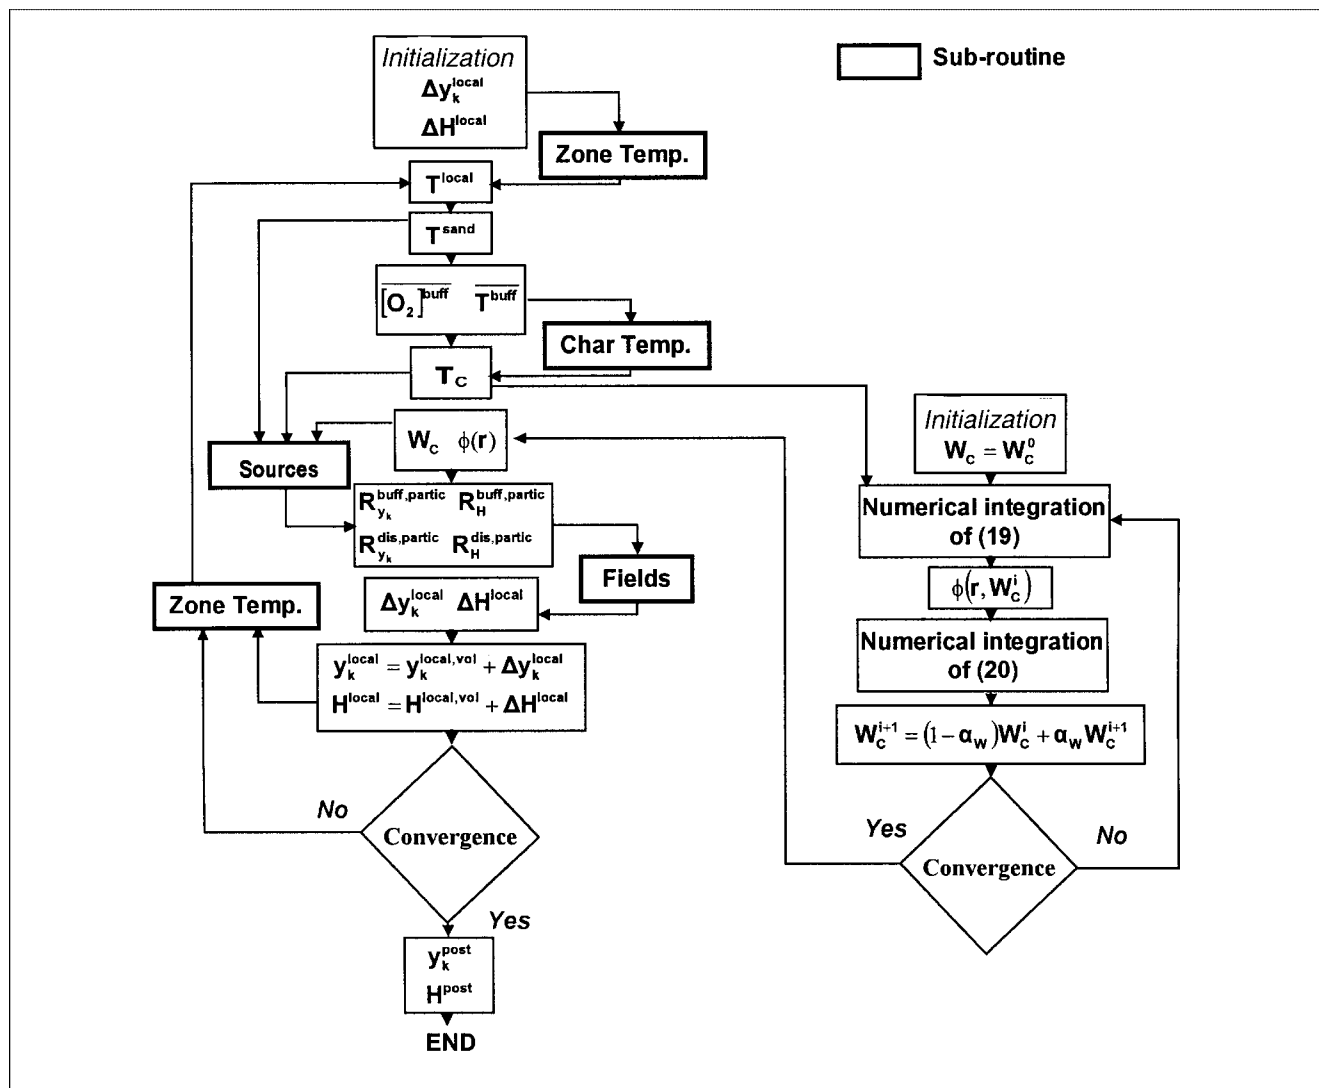 Initialization
Δy_k^local
ΔH^local
Sub-routine
Zone Temp.
T^local
T^sand
[O₂]^buff T^buff
Char Temp.
T_C
W_C ϕ(r)
Sources
R_{y_k}^{buff,partic} R_H^{buff,partic}
R_{y_k}^{dis,partic} R_H^{dis,partic}
Fields
Zone Temp.
Δy_k^local ΔH^local
y_k^local = y_k^{local,vol} + Δy_k^local
H^local = H^{local,vol} + ΔH^local
No
Convergence
Yes
y_k^post
H^post
END
Initialization
W_C = W_C^0
Numerical integration
of (19)
ϕ(r, W_C^i)
Numerical integration
of (20)
W_C^{i+1} = (1-α_W)W_C^i + α_W W_C^{i+1}
Yes
No
Convergence